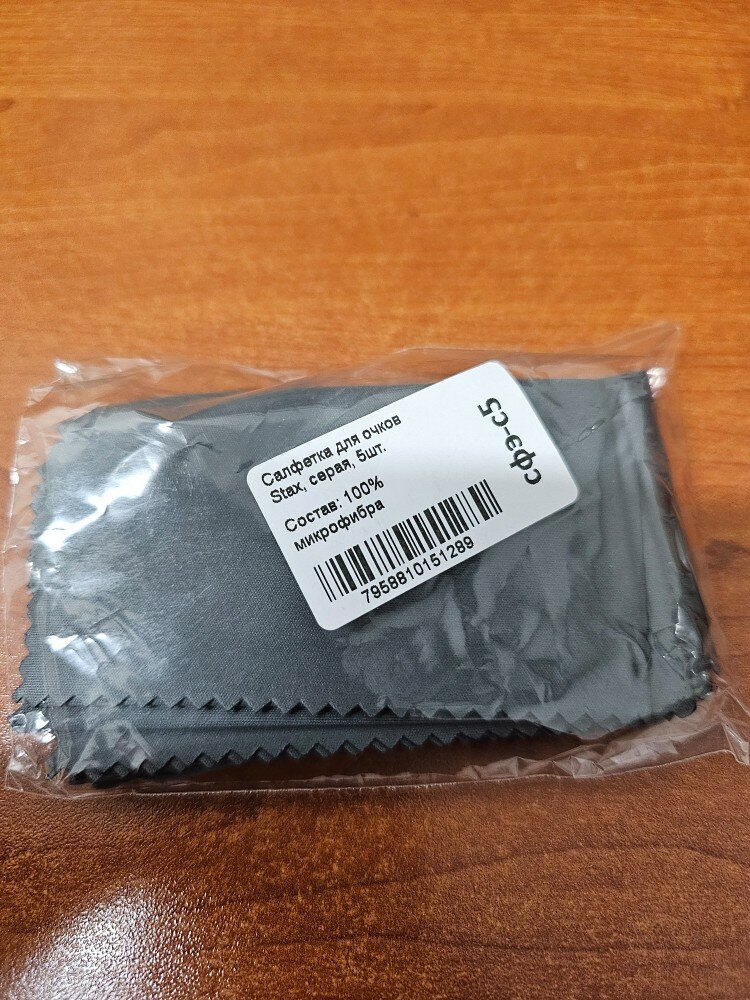 Салфетка для очков
Stax, серая, 5шт.
Состав: 100%
микрофибра
7958810151289
сфэ-с5